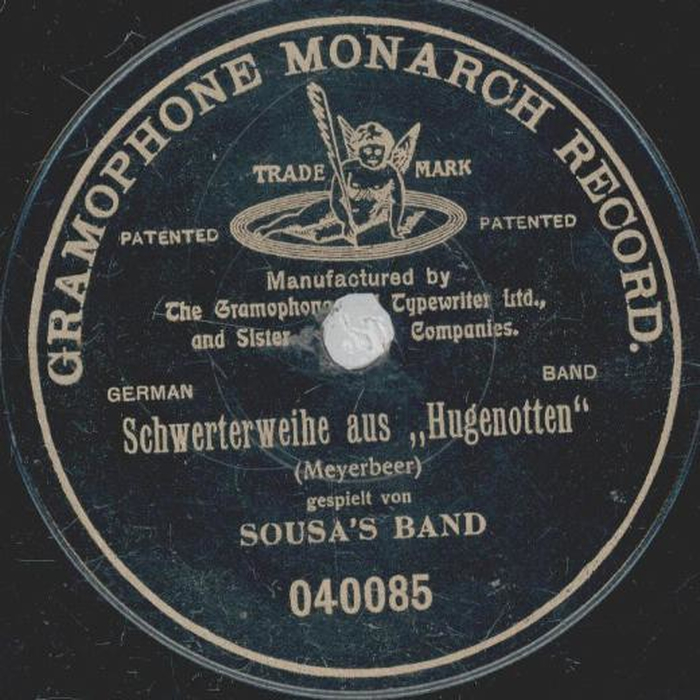 GRAMOPHONE MONARCH RECORD.
TRADE MARK
PATENTED PATENTED
Manufactured by
The Gramophone Typewriter Ltd.,
and Sister Companies.
GERMAN BAND
Schwerterweihe aus „Hugenotten“
(Meyerbeer)
gespielt von
SOUSA'S BAND
040085